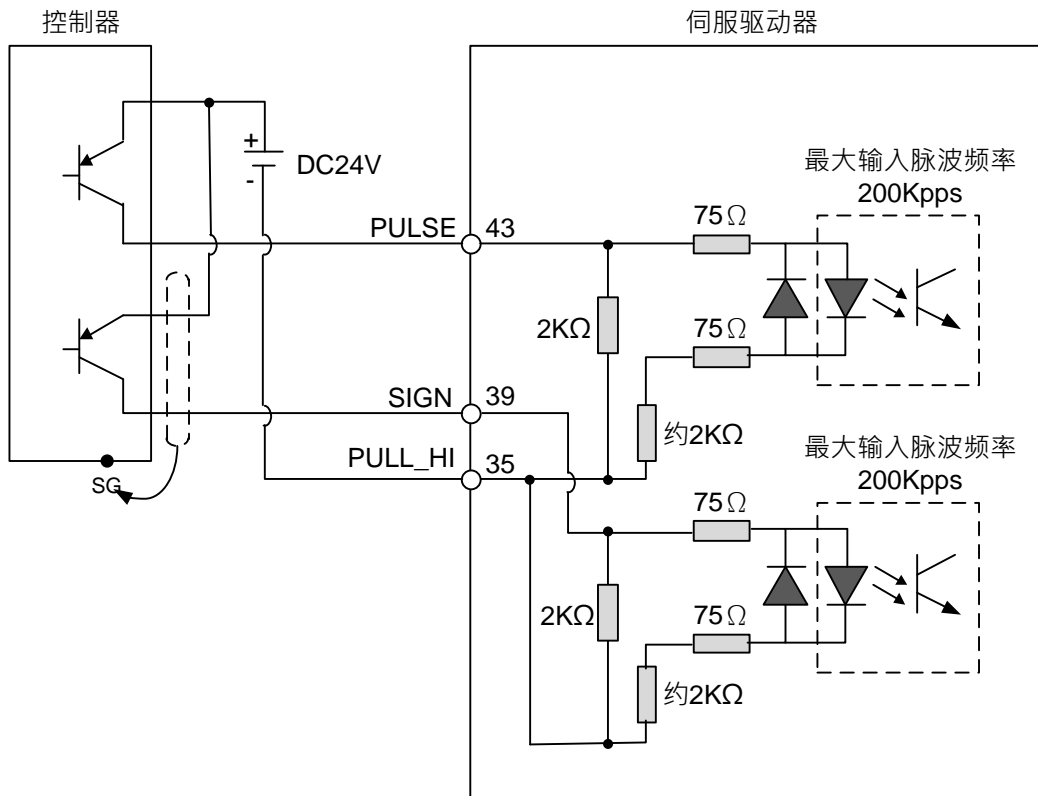 控制器
伺服驱动器
+
DC24V
-
最大输入脉波频率
200Kpps
PULSE
43
75Ω
2KΩ
75Ω
SIGN
39
约2KΩ
PULL_HI
35
SG
最大输入脉波频率
200Kpps
75Ω
2KΩ
75Ω
约2KΩ